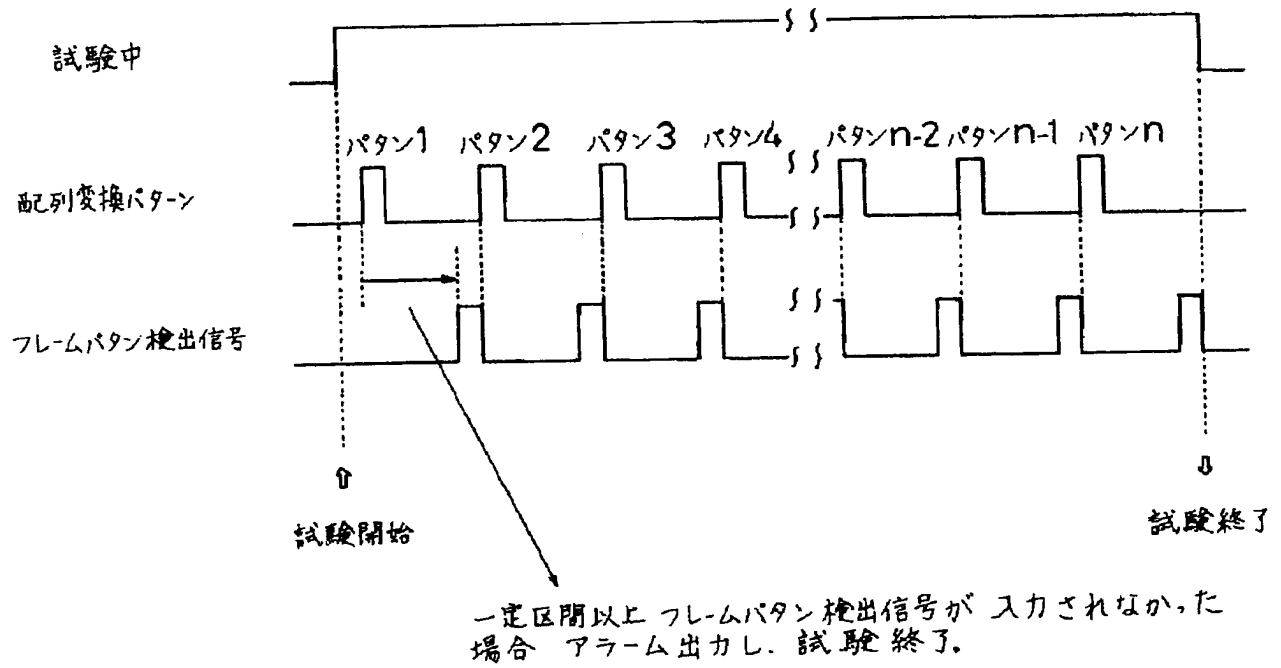 試験中
パタン1 パタン2 パタン3 パタン4 パタンn-2 パタンn-1 パタンn
配列変換パターン
フレームパタン検出信号
試験開始
試験終了
一定区間以上フレームパタン検出信号が入力されなかった
場合 アラーム出力し、試験終了。